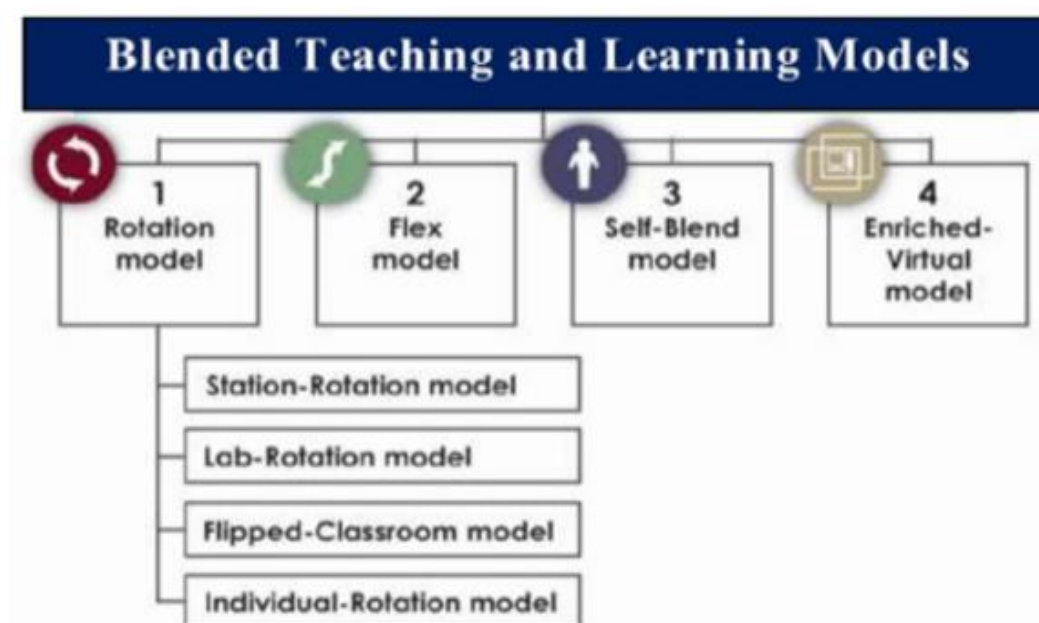 Blended Teaching and Learning Models
1
Rotation
model
2
Flex
model
3
Self-Blend
model
4
Enriched-
Virtual
model
Station-Rotation model
Lab-Rotation model
Flipped-Classroom model
Individual-Rotation model